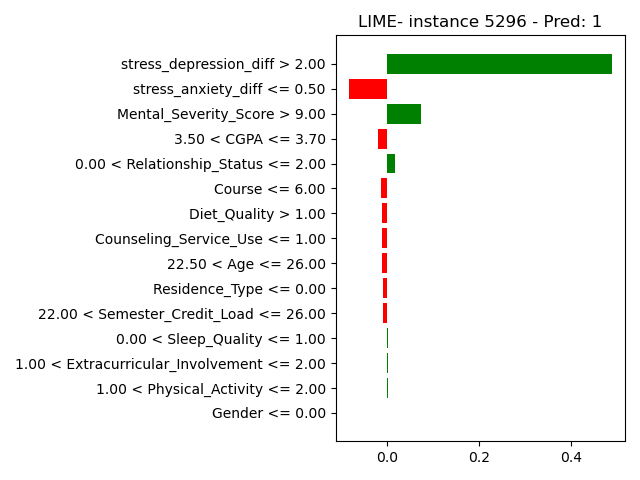 LIME- instance 5296 - Pred: 1
stress_depression_diff > 2.00
stress_anxiety_diff <= 0.50
Mental_Severity_Score > 9.00
3.50 < CGPA <= 3.70
0.00 < Relationship_Status <= 2.00
Course <= 6.00
Diet_Quality > 1.00
Counseling_Service_Use <= 1.00
22.50 < Age <= 26.00
Residence_Type <= 0.00
22.00 < Semester_Credit_Load <= 26.00
0.00 < Sleep_Quality <= 1.00
1.00 < Extracurricular_Involvement <= 2.00
1.00 < Physical_Activity <= 2.00
Gender <= 0.00
0.0 0.2 0.4